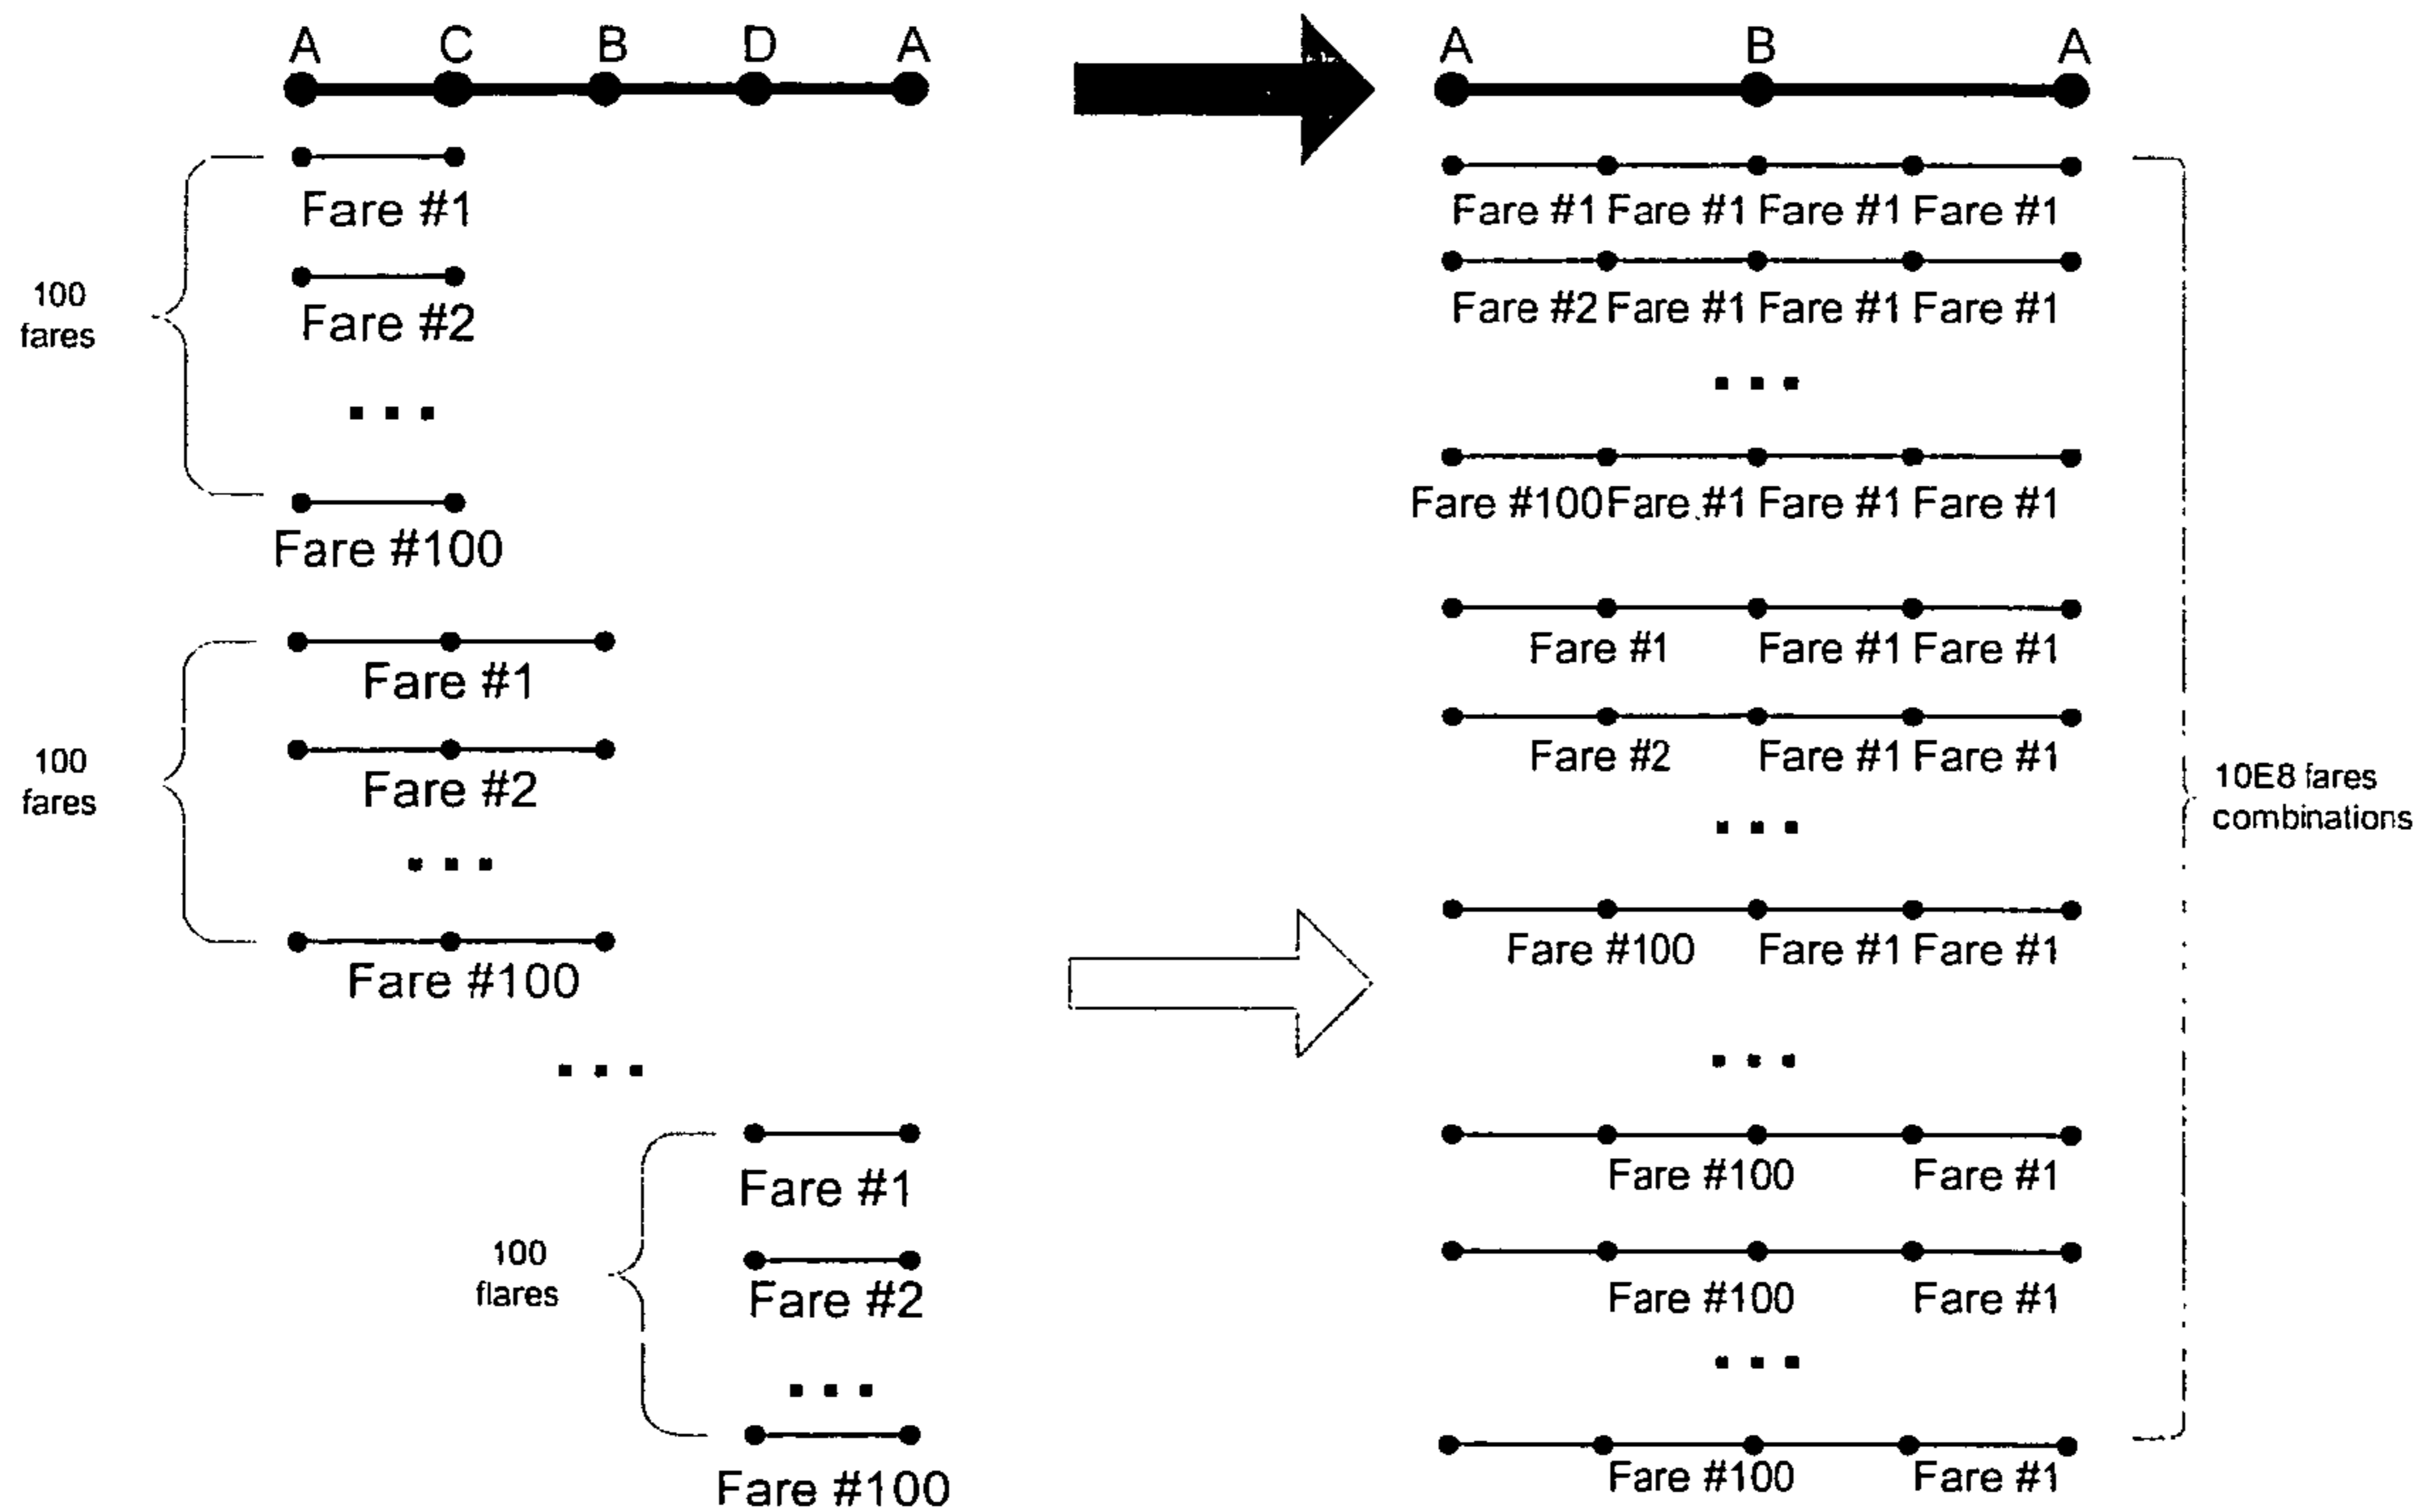 A C B D A
A B A
Fare #1
Fare #2
...
Fare #100
100
fares
Fare #1
Fare #2
...
Fare #100
100
fares
...
Fare #1
Fare #2
...
Fare #100
100
flares
Fare #1 Fare #1 Fare #1 Fare #1
Fare #2 Fare #1 Fare #1 Fare #1
...
Fare #100 Fare #1 Fare #1 Fare #1
Fare #1 Fare #1 Fare #1
Fare #2 Fare #1 Fare #1
...
Fare #100 Fare #1 Fare #1
...
Fare #100 Fare #1
Fare #100 Fare #1
...
Fare #100 Fare #1
10E8 fares
combinations